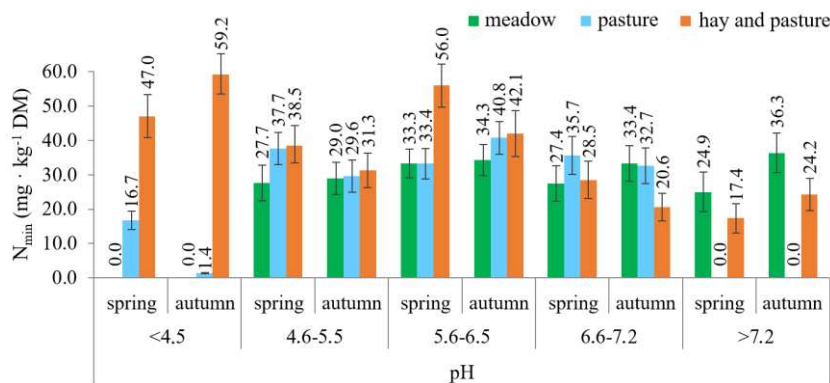 meadow pasture hay and pasture
N_min (mg · kg⁻¹ DM)
60.0
50.0
40.0
30.0
20.0
10.0
0.0
0.0 16.7 47.0 0.0 1.4 59.2 27.7 37.7 38.5 29.0 29.6 31.3 33.3 33.4 56.0 34.3 40.8 42.1 27.4 35.7 28.5 33.4 32.7 20.6 24.9 0.0 17.4 36.3 0.0 24.2
spring autumn spring autumn spring autumn spring autumn spring autumn
<4.5 4.6-5.5 5.6-6.5 6.6-7.2 >7.2
pH